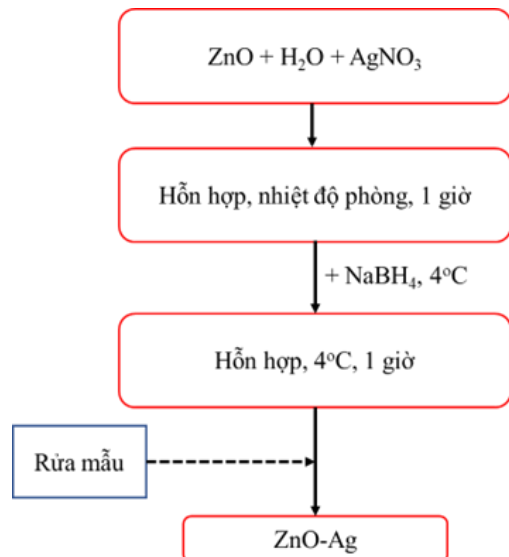 ZnO + H₂O + AgNO₃
Hỗn hợp, nhiệt độ phòng, 1 giờ
+ NaBH₄, 4ᵒC
Hỗn hợp, 4ᵒC, 1 giờ
Rửa mẫu
ZnO-Ag